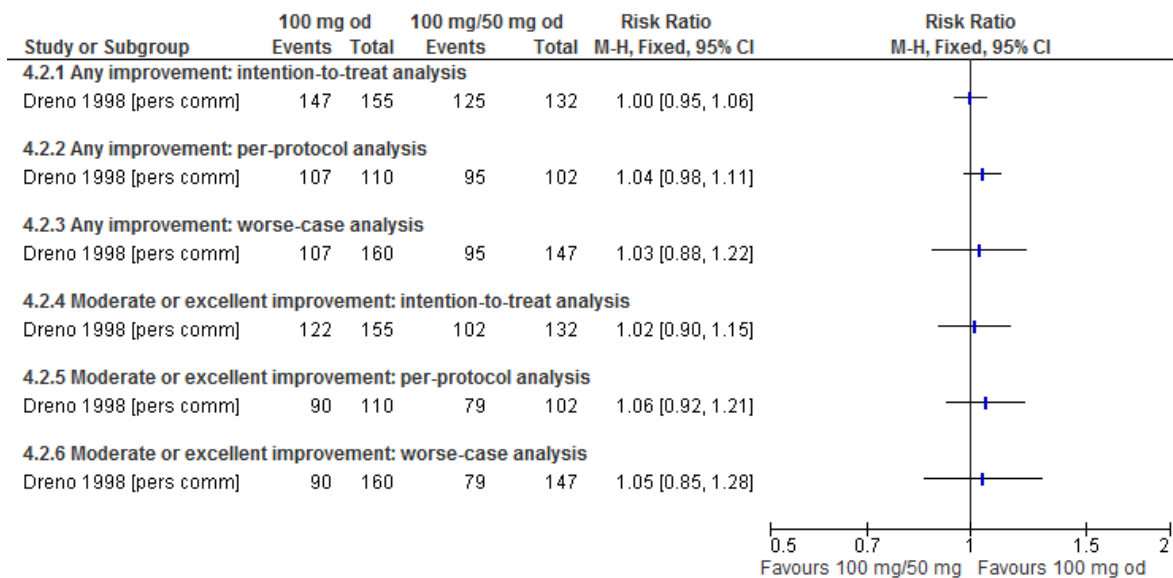 100 mg od 100 mg/50 mg od Risk Ratio Risk Ratio
Study or Subgroup Events Total Events Total M-H, Fixed, 95% CI M-H, Fixed, 95% CI
4.2.1 Any improvement: intention-to-treat analysis
Dreno 1998 [pers comm] 147 155 125 132 1.00 [0.95, 1.06]
4.2.2 Any improvement: per-protocol analysis
Dreno 1998 [pers comm] 107 110 95 102 1.04 [0.98, 1.11]
4.2.3 Any improvement: worse-case analysis
Dreno 1998 [pers comm] 107 160 95 147 1.03 [0.88, 1.22]
4.2.4 Moderate or excellent improvement: intention-to-treat analysis
Dreno 1998 [pers comm] 122 155 102 132 1.02 [0.90, 1.15]
4.2.5 Moderate or excellent improvement: per-protocol analysis
Dreno 1998 [pers comm] 90 110 79 102 1.06 [0.92, 1.21]
4.2.6 Moderate or excellent improvement: worse-case analysis
Dreno 1998 [pers comm] 90 160 79 147 1.05 [0.85, 1.28]
0.5 0.7 1 1.5 2
Favours 100 mg/50 mg Favours 100 mg od